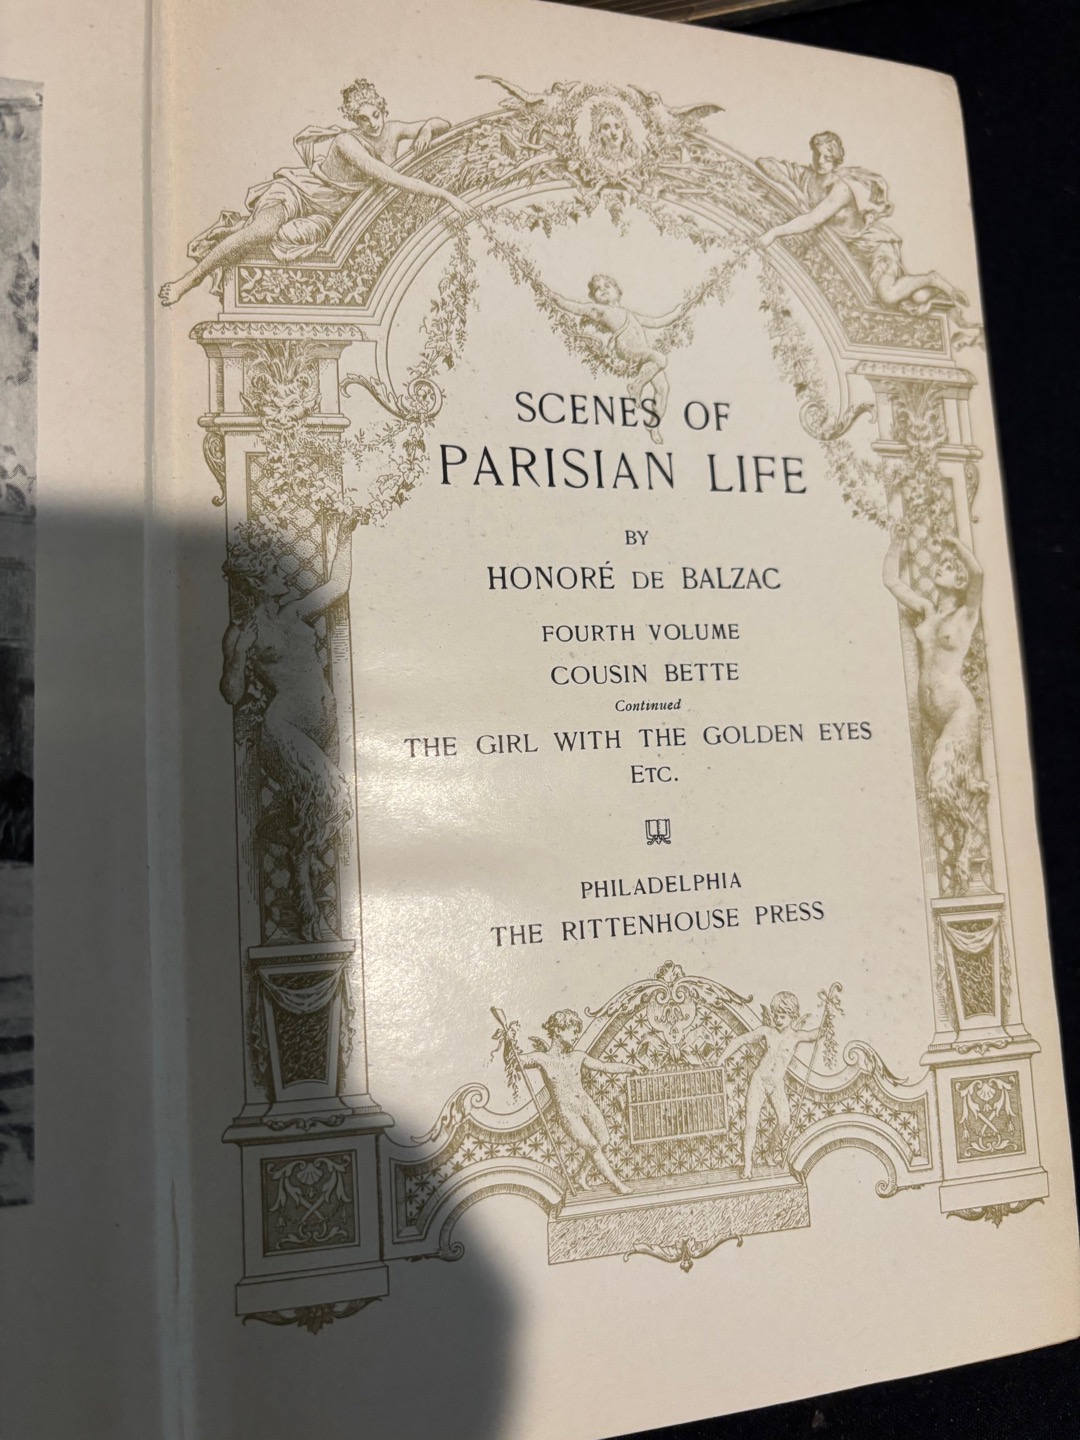 SCENES OF
PARISIAN LIFE
BY
HONORÉ DE BALZAC
FOURTH VOLUME
COUSIN BETTE
Continued
THE GIRL WITH THE GOLDEN EYES
ETC.
PHILADELPHIA
THE RITTENHOUSE PRESS